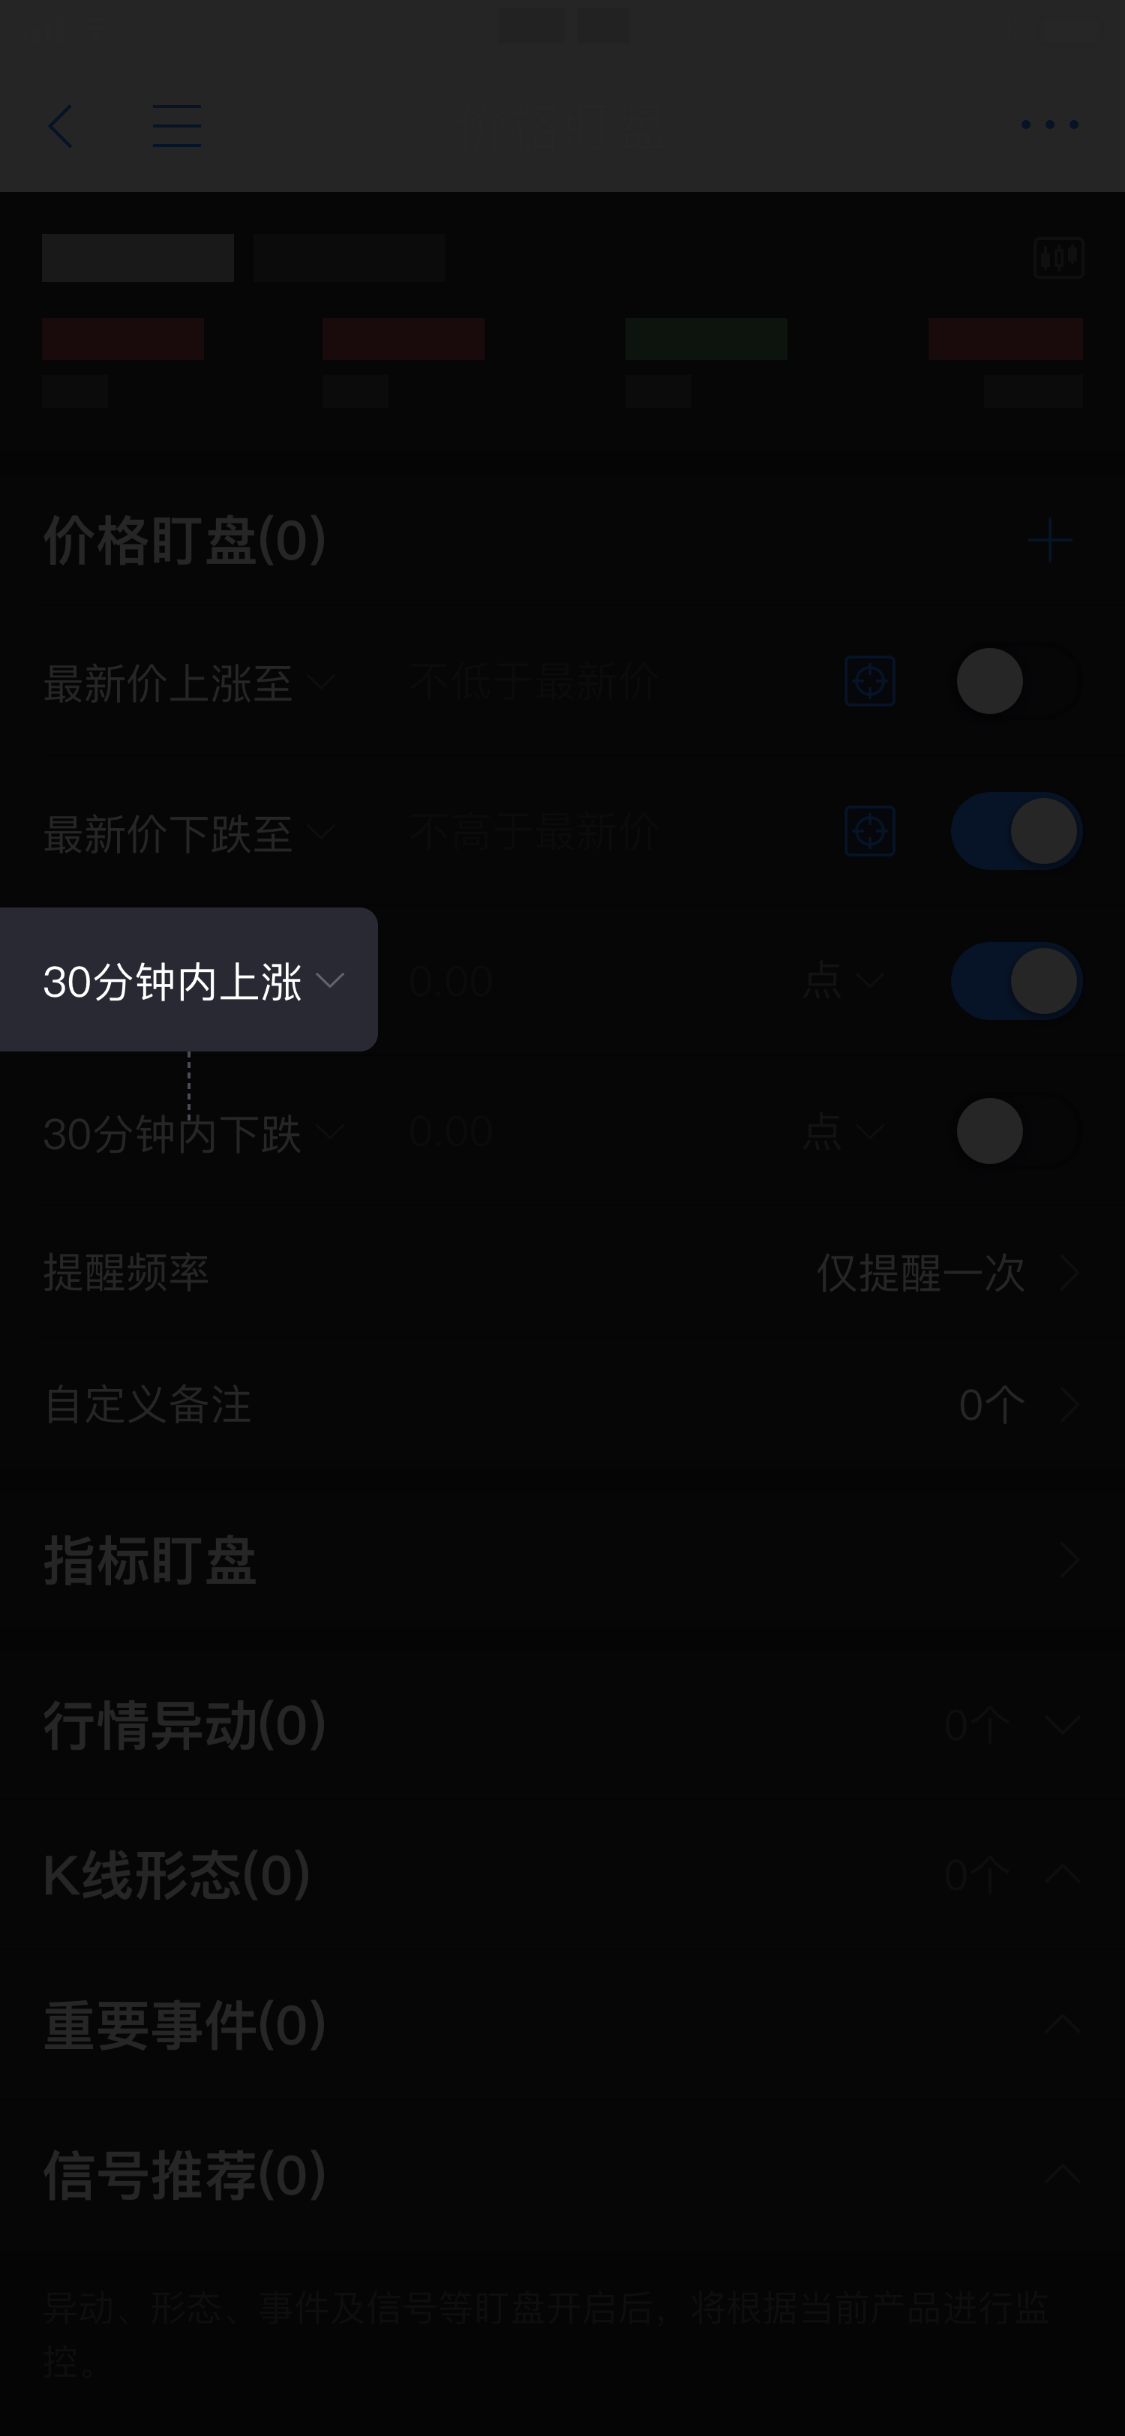 价格盯盘(0)
最新价上涨至 不低于最新价
最新价下跌至 不高于最新价
30分钟内上涨 0.00 点
30分钟内下跌 0.00 点
提醒频率 仅提醒一次
自定义备注 0个
指标盯盘
行情异动(0) 0个
K线形态(0) 0个
重要事件(0)
信号推荐(0)
异动、形态、事件及信号等盯盘开启后，将根据当前产品进行监
控。